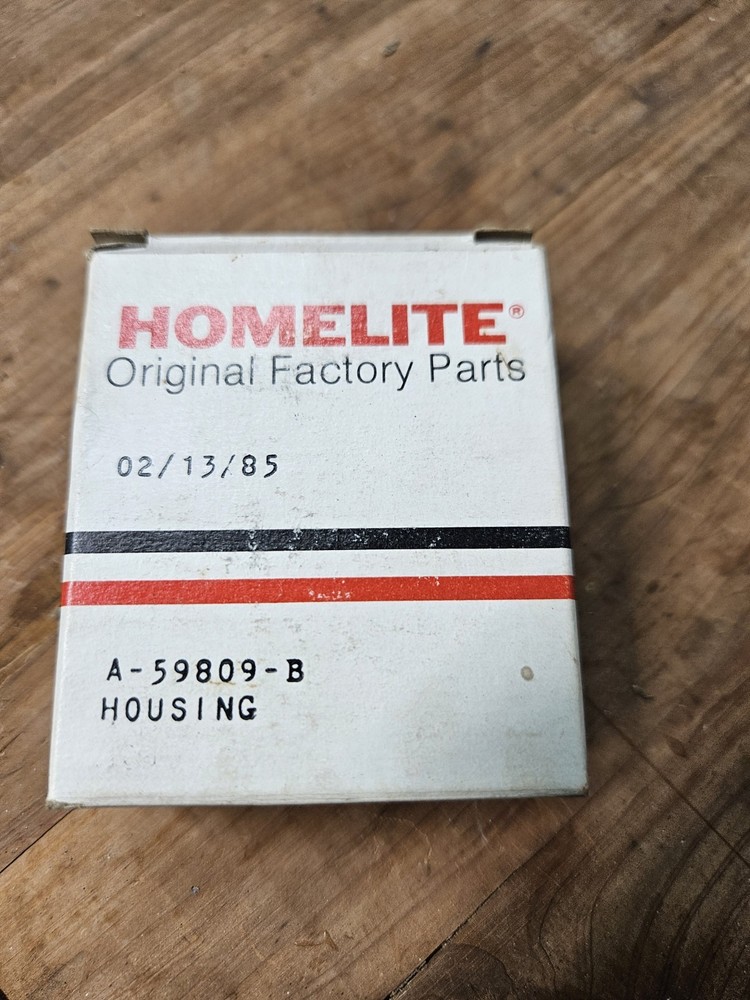 HOMELITE®
Original Factory Parts
02/13/85
A-59809-B
HOUSING